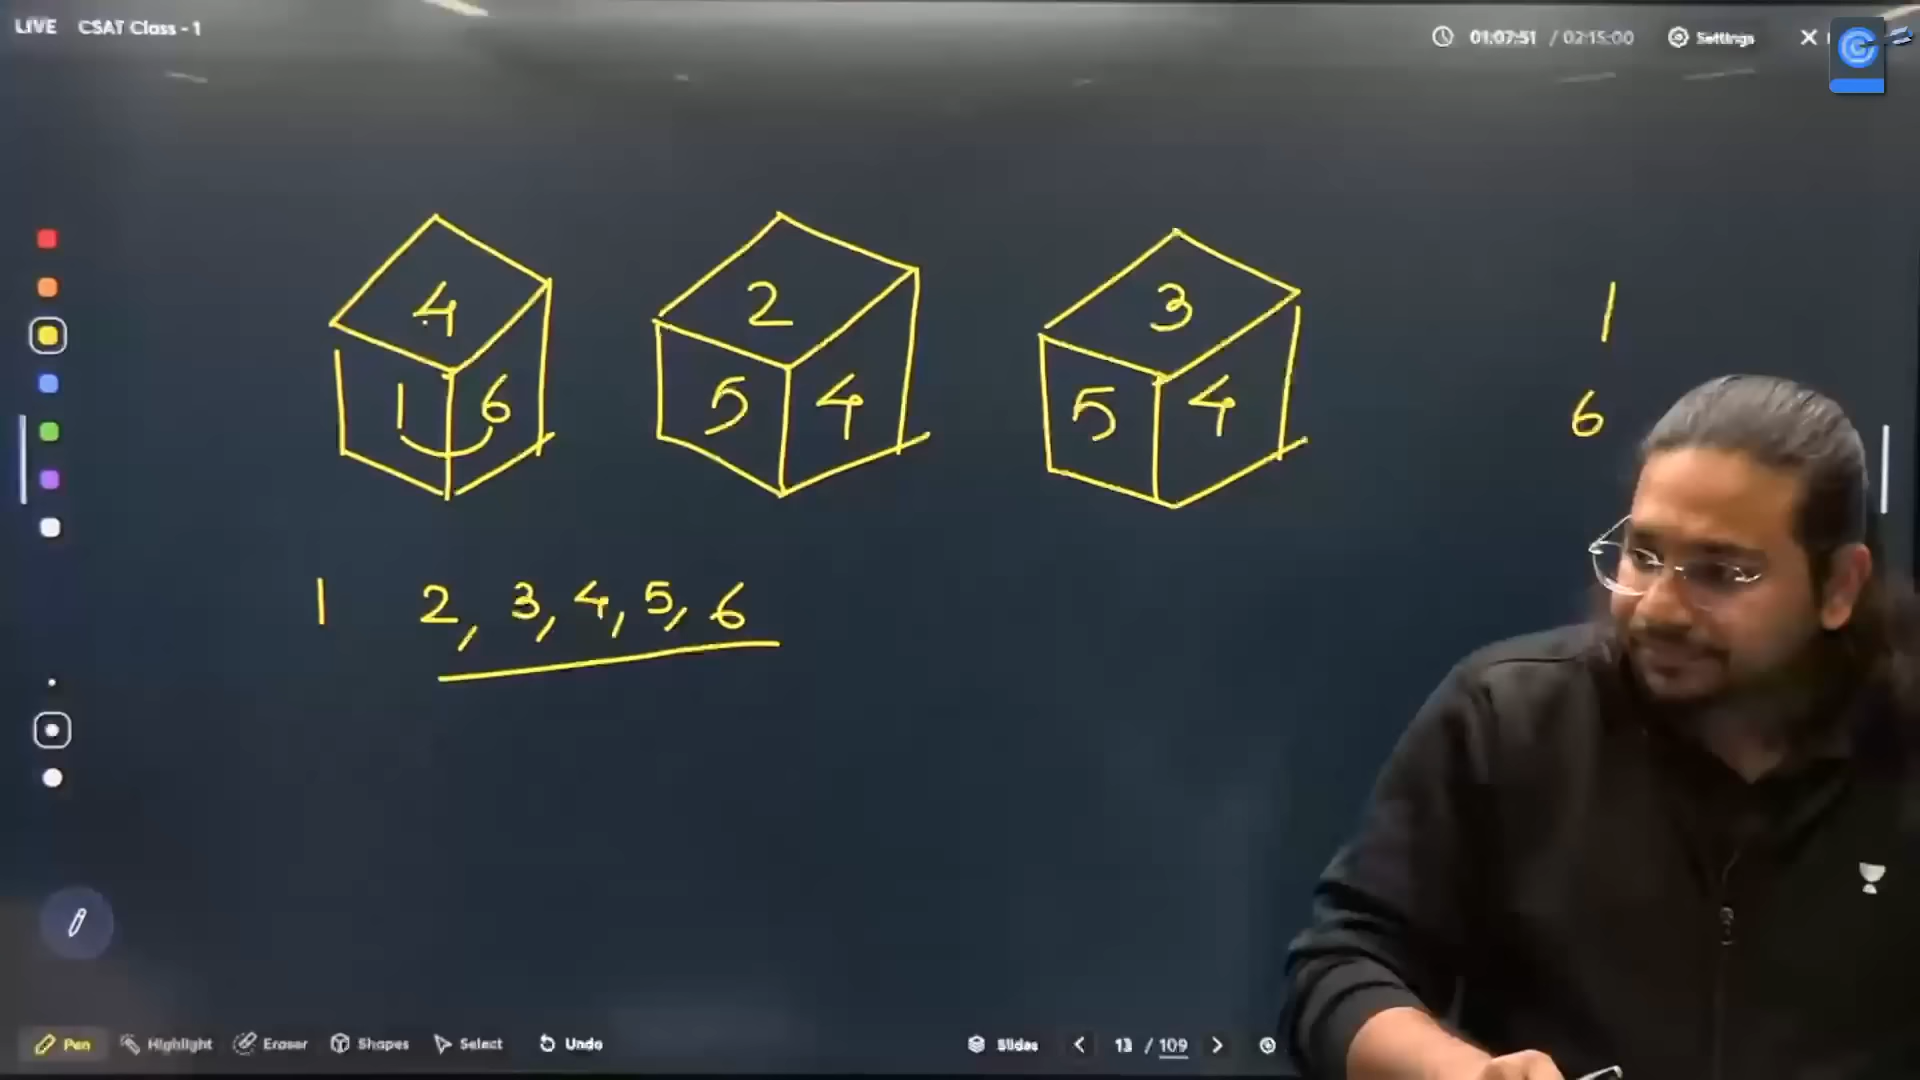 LIVE CSAT Class - 1
01:07:51 / 02:15:00 Settings
4
1 6
2
5 4
3
5 4
1
6
1 2, 3, 4, 5, 6
Pen Highlight Eraser Shapes Select Undo Slides 13 / 109